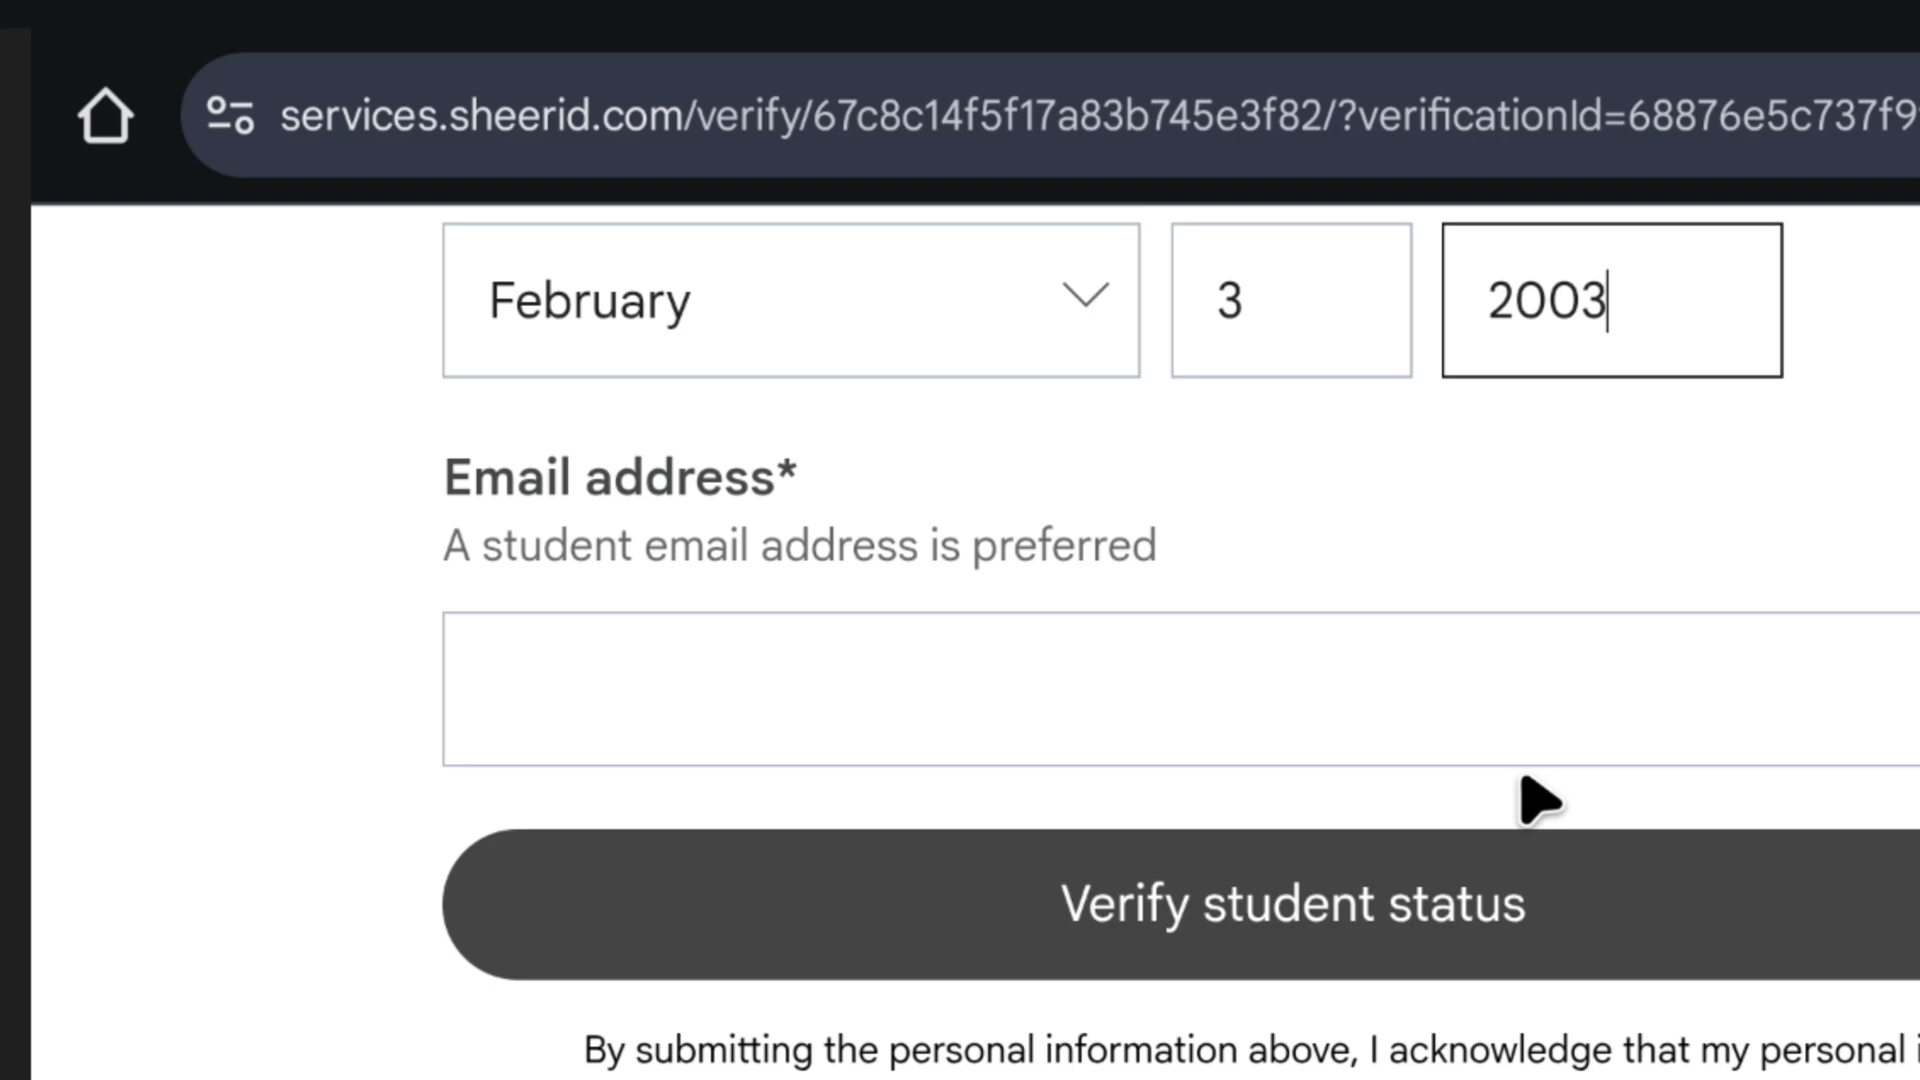 services.sheerid.com/verify/67c8c14f5f17a83b745e3f82/?verificationId=68876e5c737f9
February 3 2003
Email address*
A student email address is preferred
Verify student status
By submitting the personal information above, I acknowledge that my personal